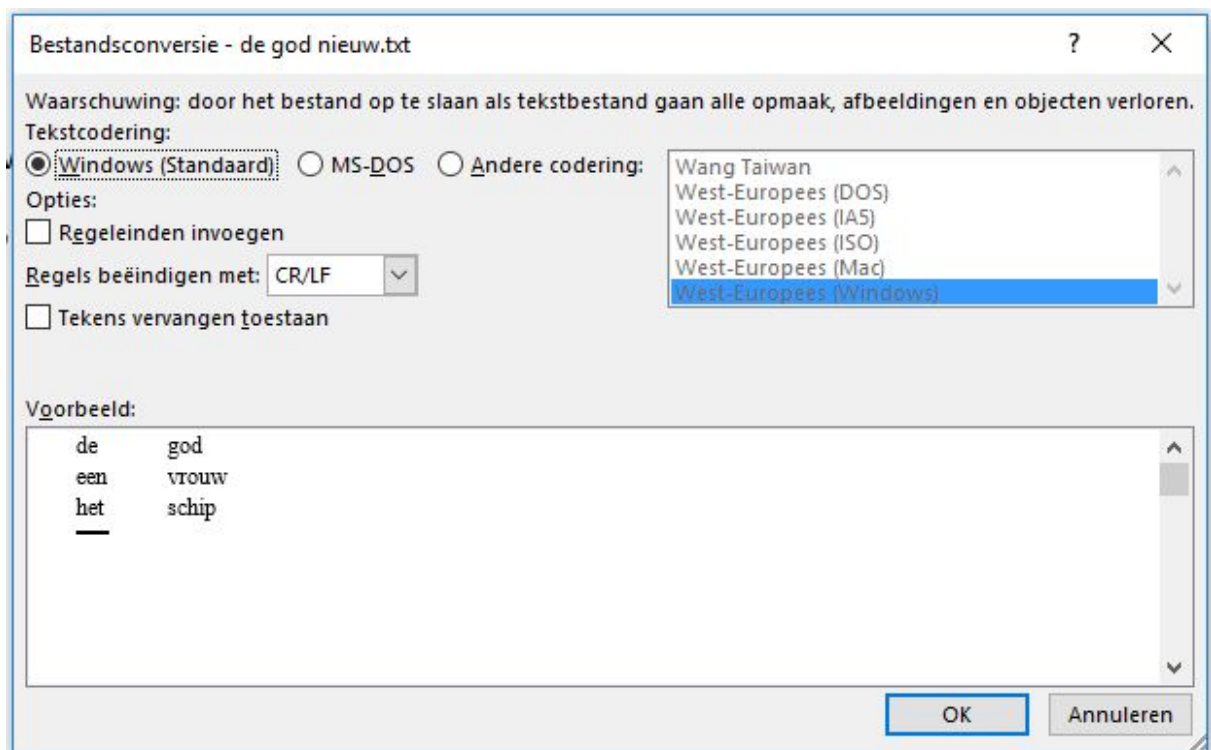 Bestandsconversie - de god nieuw.txt
Waarschuwing: door het bestand op te slaan als tekstbestand gaan alle opmaak, afbeeldingen en objecten verloren.
Tekstcodering:
Windows (Standaard) MS-DOS Andere codering:
Wang Taiwan
West-Europees (DOS)
West-Europees (IA5)
West-Europees (ISO)
West-Europees (Mac)
West-Europees (Windows)
Opties:
Regeleinden invoegen
Regels beëindigen met: CR/LF
Tekens vervangen toestaan
Voorbeeld:
de god
een vrouw
het schip
OK Annuleren